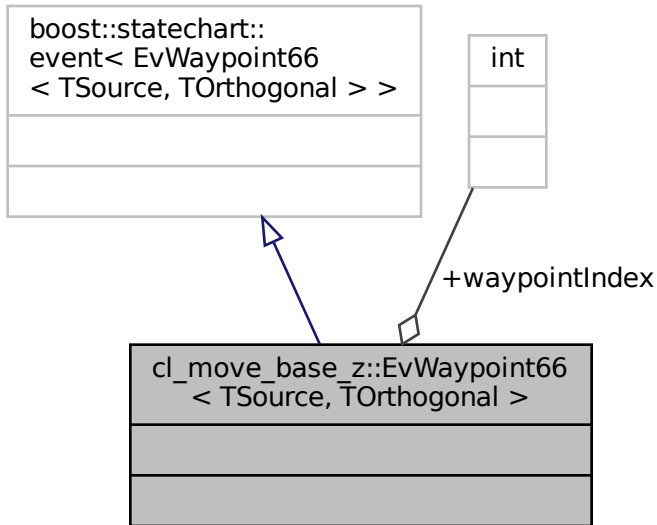 boost::statechart::
event< EvWaypoint66
< TSource, TOrthogonal > >
int
+waypointIndex
cl_move_base_z::EvWaypoint66
< TSource, TOrthogonal >